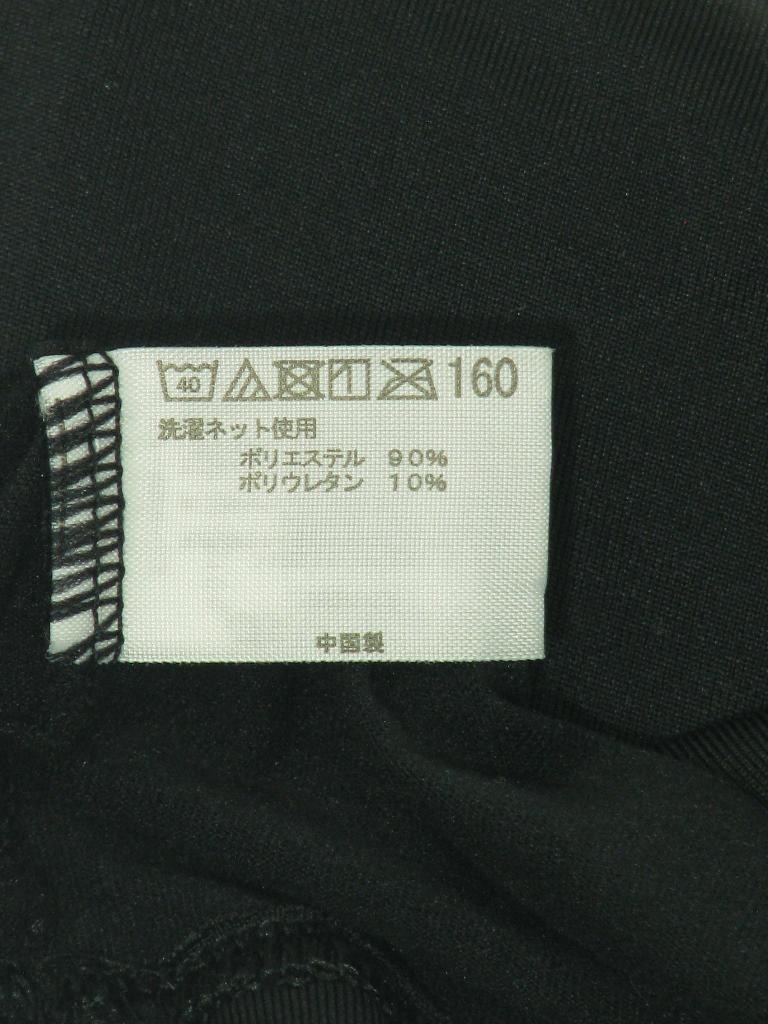 40 160
洗濯ネット使用
ポリエステル 90%
ポリウレタン 10%
中国製